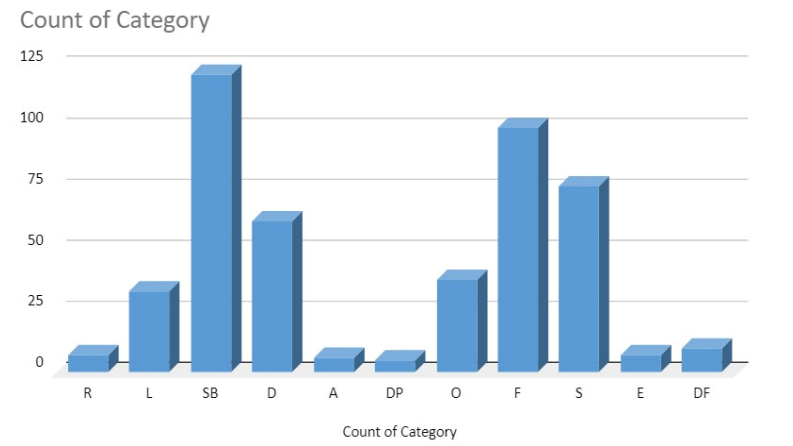 Count of Category
125
100
75
50
25
0
R L SB D A DP O F S E DF
Count of Category